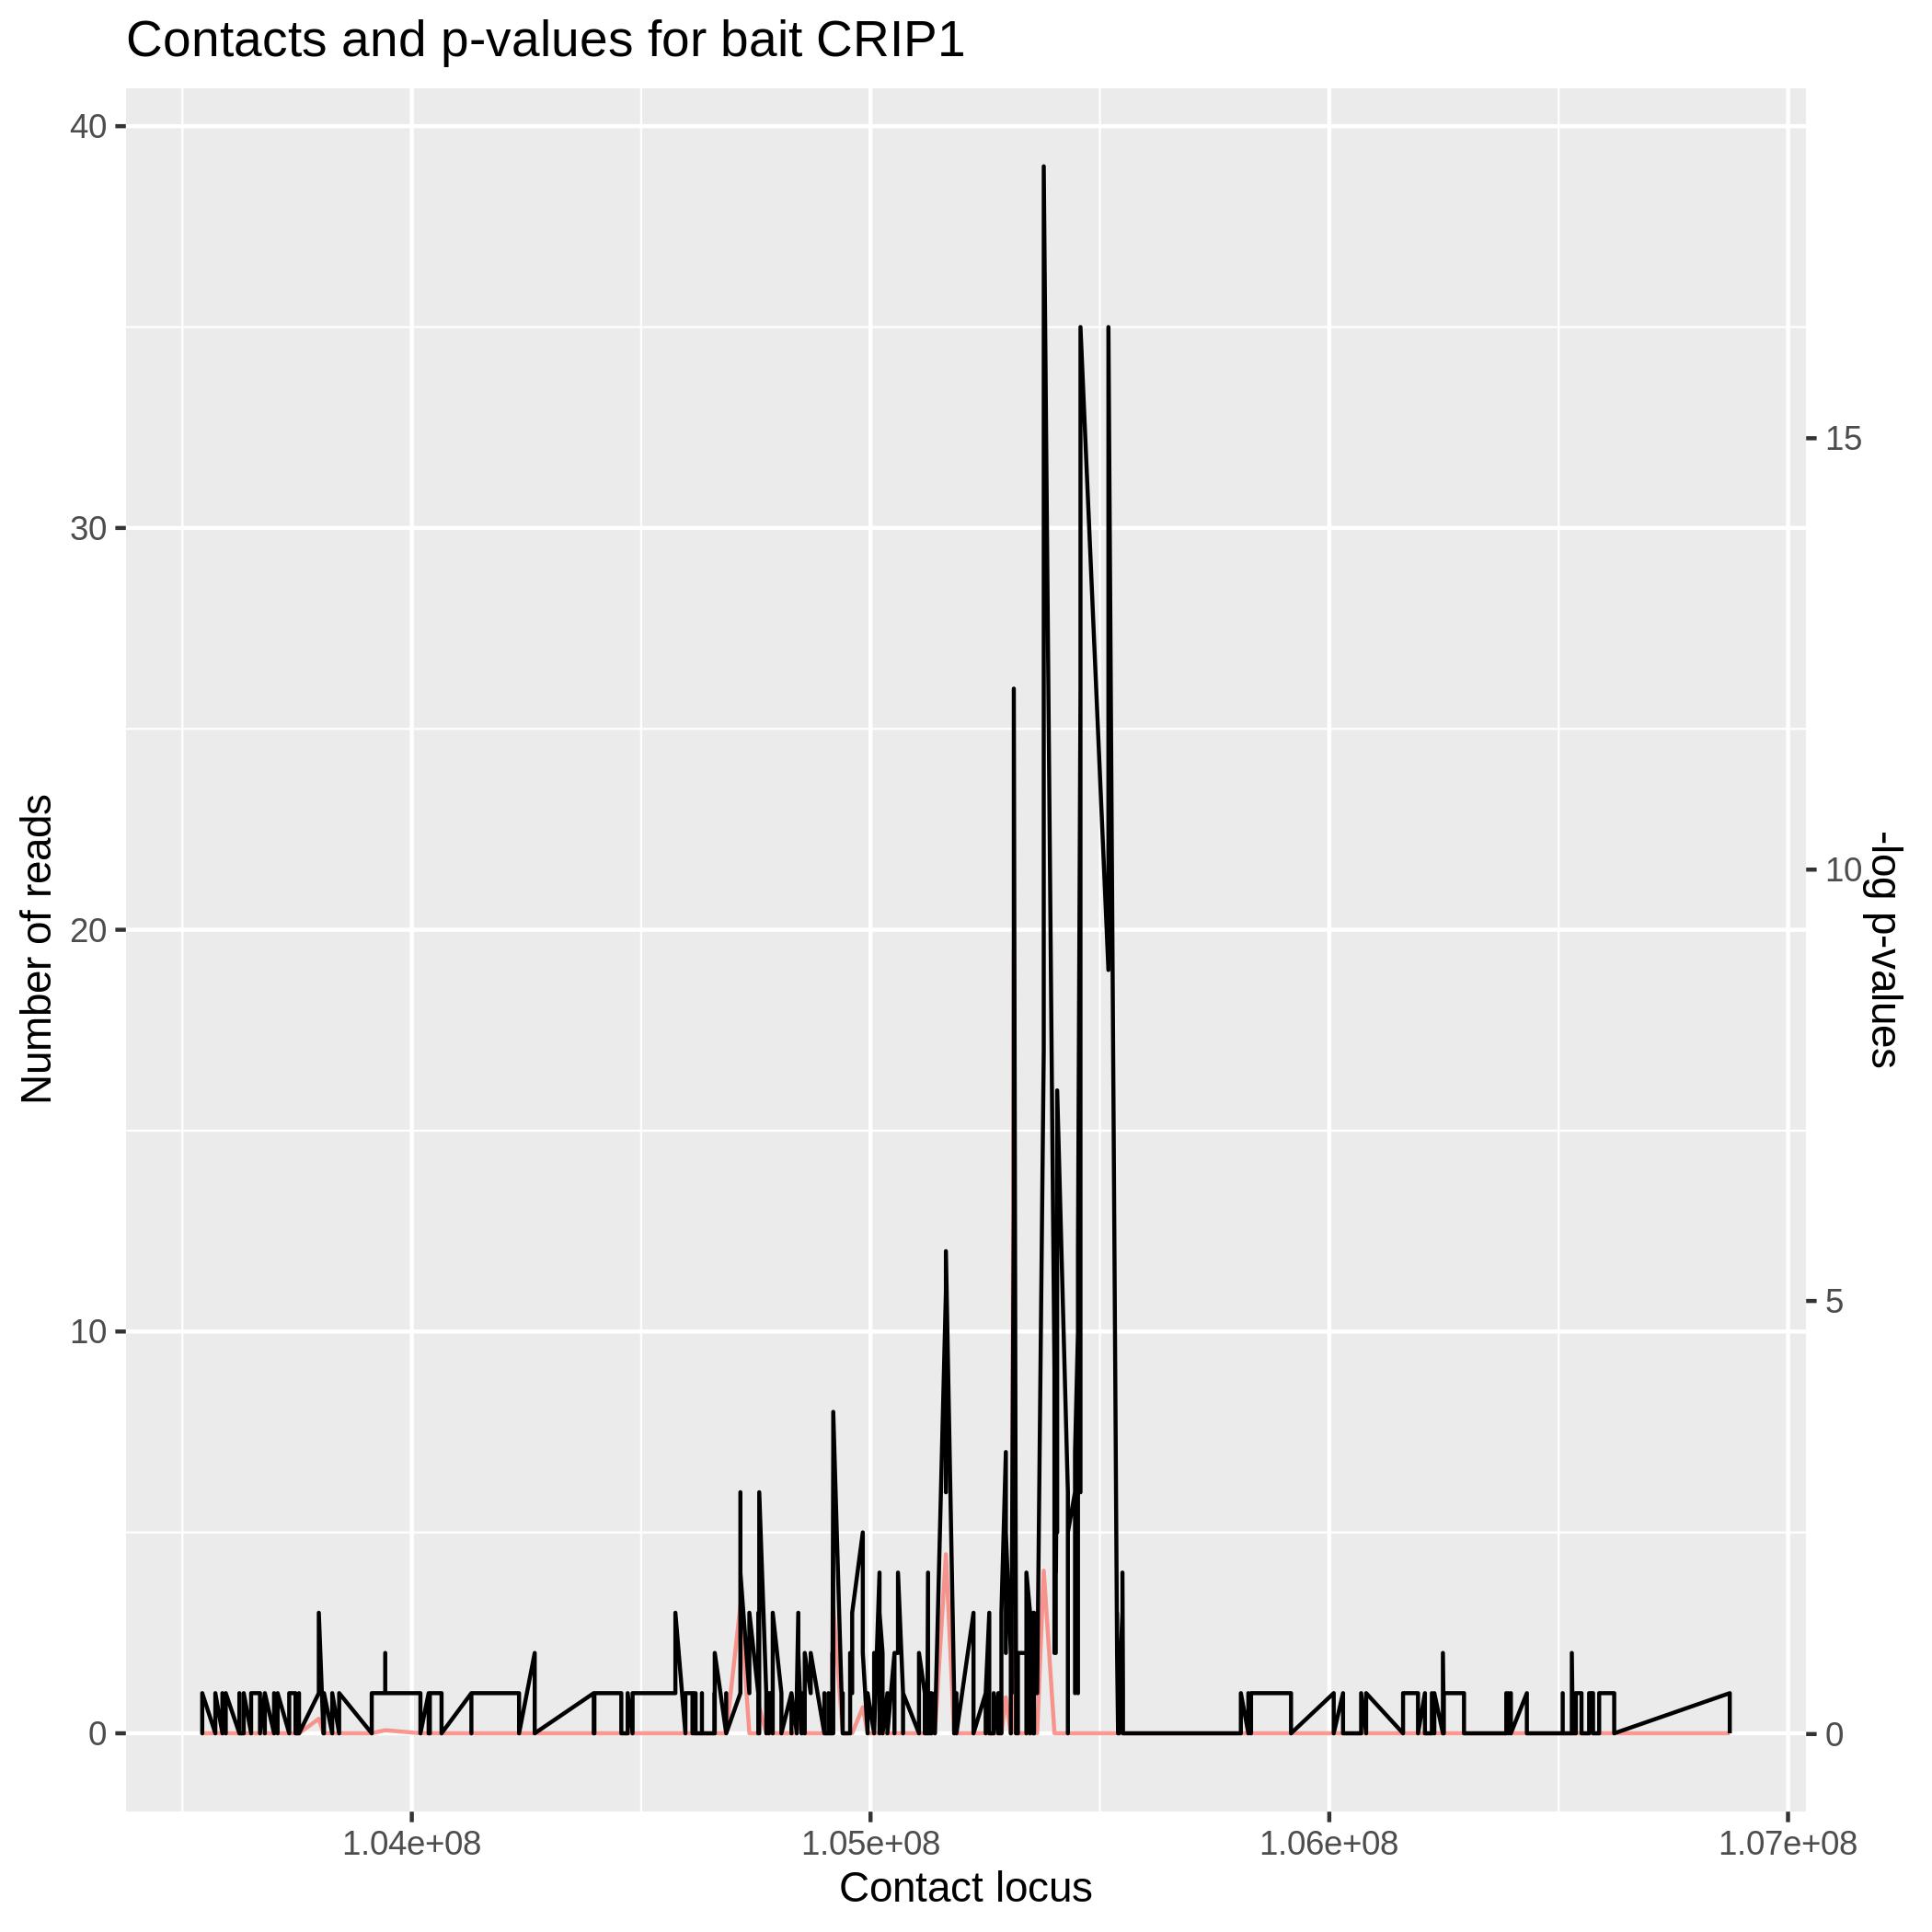 Contacts and p-values for bait CRIP1
40
30
20
10
0
Number of reads
15
10
5
0
-log p-values
1.04e+08
1.05e+08
1.06e+08
1.07e+08
Contact locus